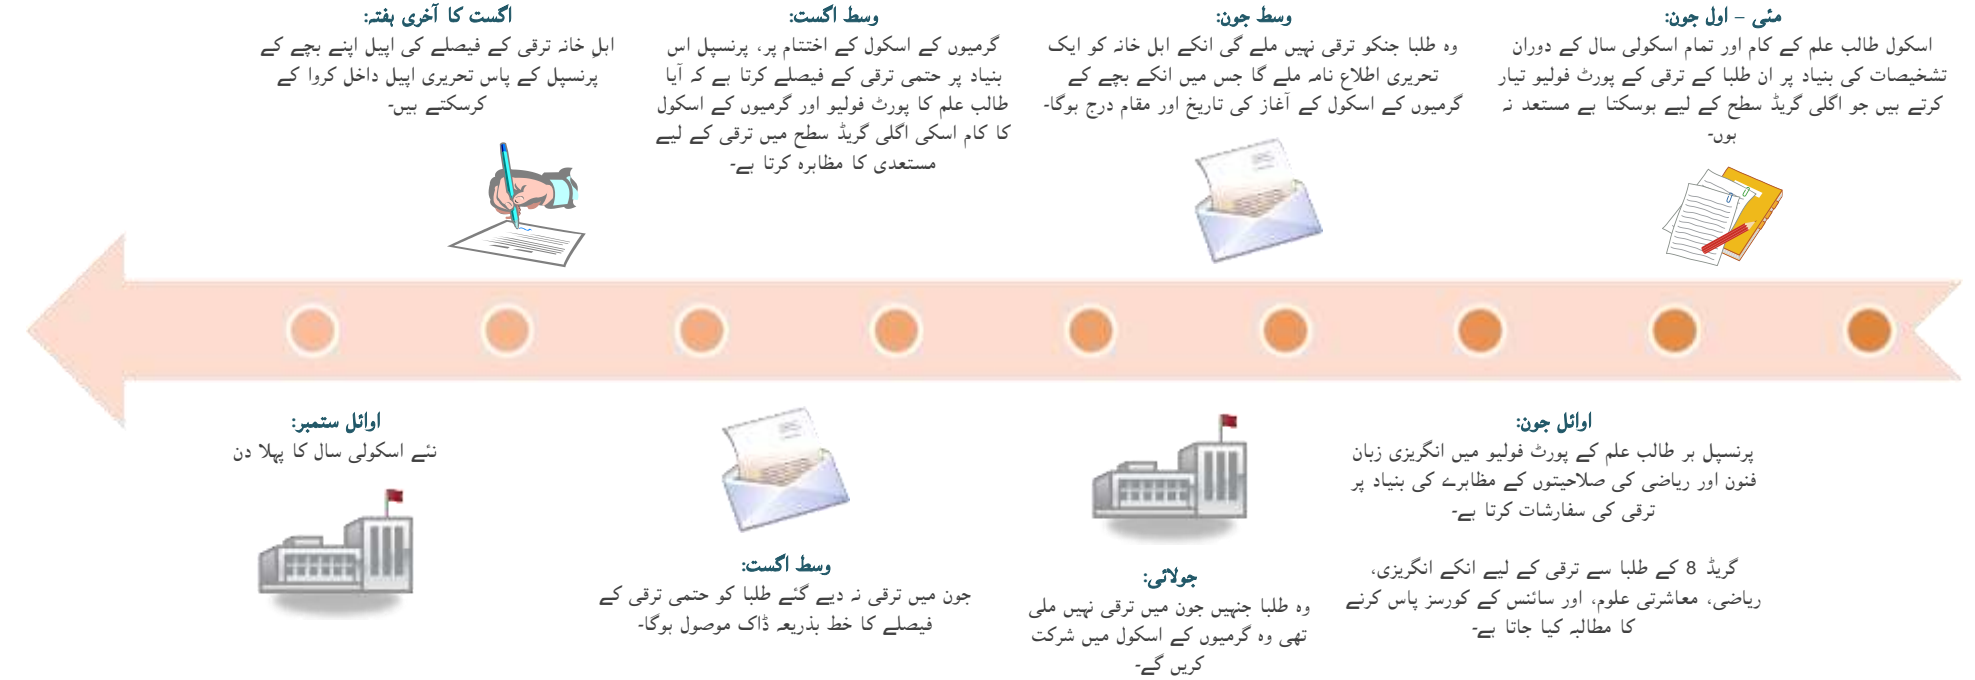 مئی – اول جون:
اسکول طالب علم کے کام اور تمام اسکولی سال کے دوران
تشخیصات کی بنیاد پر ان طلبا کے ترقی کے پورٹ فولیو تیار
کرتے ہیں جو اگلی گریڈ سطح کے لیے ہوسکتا ہے مستعد نہ
ہوں۔
اوائل جون:
پرنسپل ہر طالب علم کے پورٹ فولیو میں انگریزی زبان
فنون اور ریاضی کی صلاحیتوں کے مظاہرے کی بنیاد پر
ترقی کی سفارشات کرتا ہے۔
گریڈ 8 کے طلبا سے ترقی کے لیے انکے انگریزی،
ریاضی، معاشرتی علوم، اور سائنس کے کورسز پاس کرنے
کا مطالبہ کیا جاتا ہے۔
وسط جون:
وہ طلبا جنکو ترقی نہیں ملے گی انکے اہل خانہ کو ایک
تحریری اطلاع نامہ ملے گا جس میں انکے بچے کے
گرمیوں کے اسکول کے آغاز کی تاریخ اور مقام درج ہوگا۔
جولائی:
وہ طلبا جنہیں جون میں ترقی نہیں ملی
تھی وہ گرمیوں کے اسکول میں شرکت
کریں گے۔
وسط اگست:
گرمیوں کے اسکول کے اختتام پر، پرنسپل اس
بنیاد پر حتمی ترقی کے فیصلے کرتا ہے کہ آیا
طالب علم کا پورٹ فولیو اور گرمیوں کے اسکول
کا کام اسکی اگلی گریڈ سطح میں ترقی کے لیے
مستعدی کا مظاہرہ کرتا ہے۔
وسط اگست:
جون میں ترقی نہ دیے گئے طلبا کو حتمی ترقی کے
فیصلے کا خط بذریعہ ڈاک موصول ہوگا۔
اگست کا آخری ہفتہ:
اہلِ خانہ ترقی کے فیصلے کی اپیل اپنے بچے کے
پرنسپل کے پاس تحریری اپیل داخل کروا کے
کرسکتے ہیں۔
اوائل ستمبر:
نئے اسکولی سال کا پہلا دن